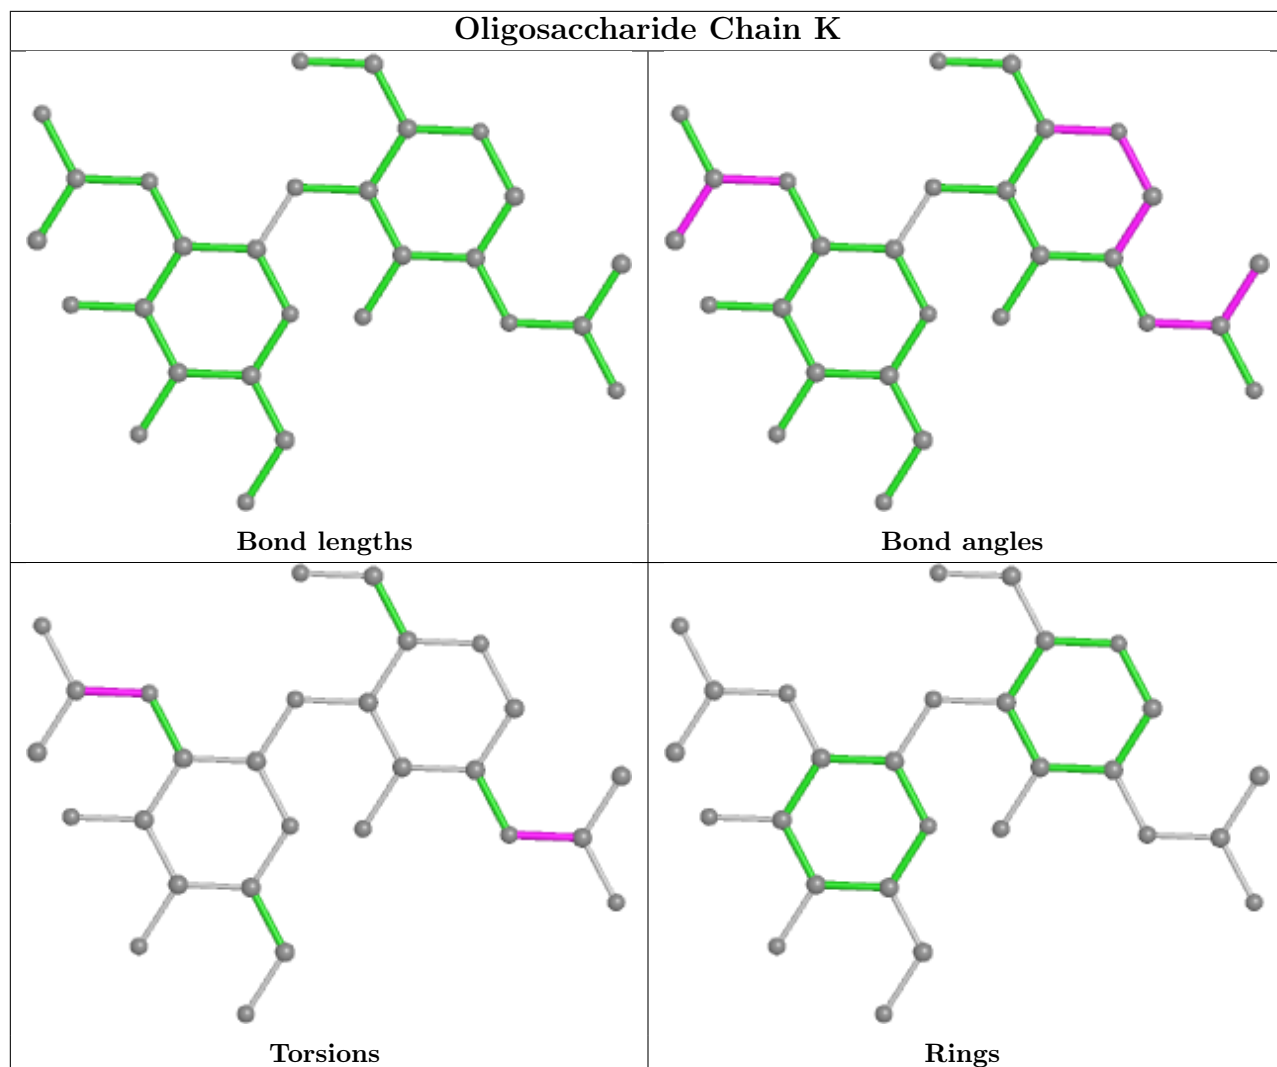 Oligosaccharide Chain K
Bond lengths
Bond angles
Torsions
Rings